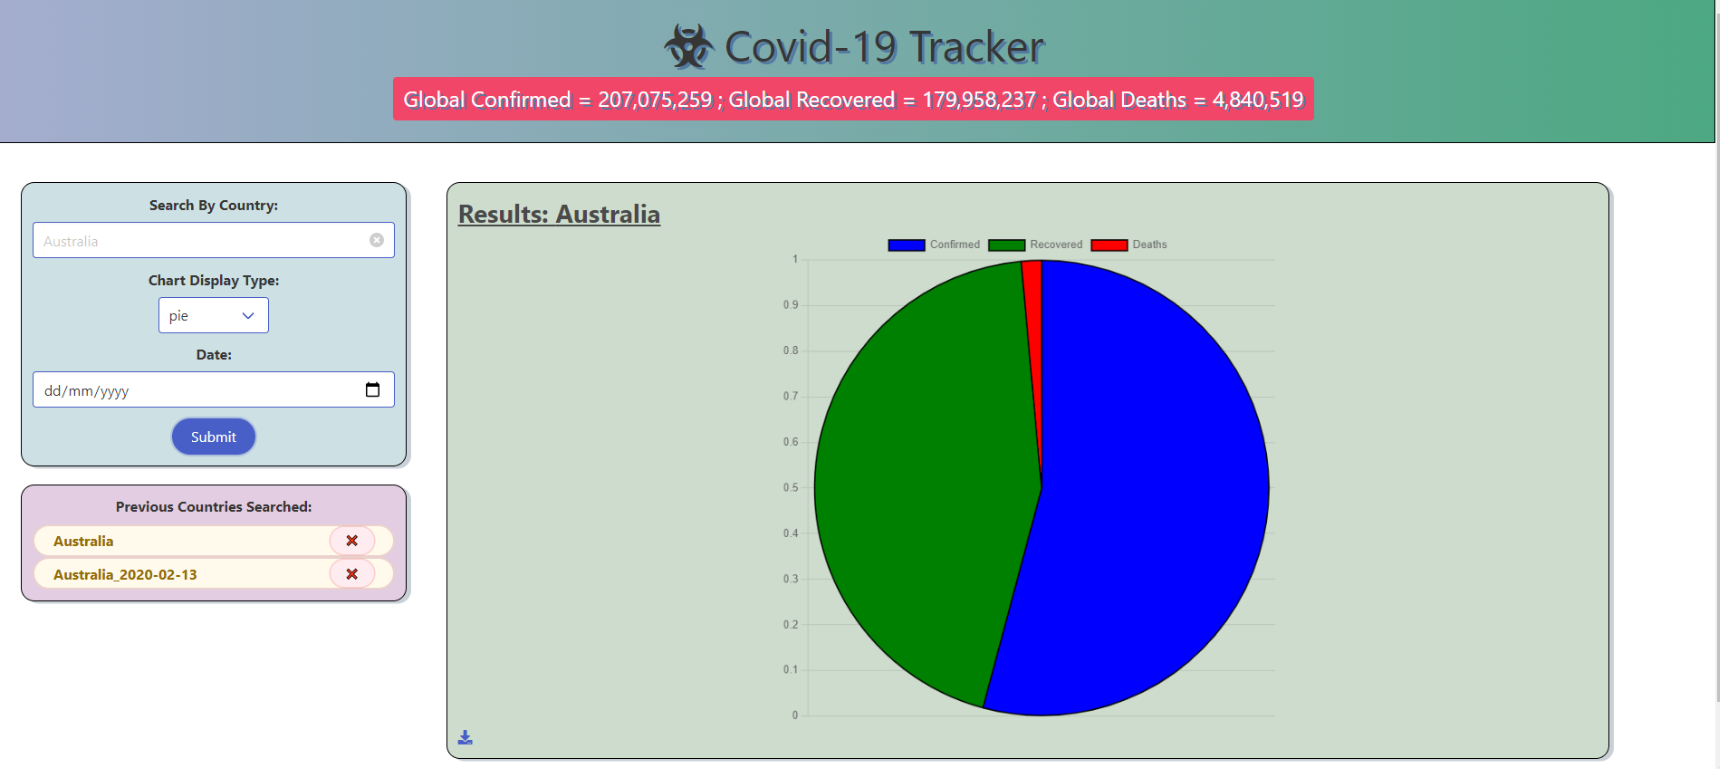 Covid-19 Tracker
Global Confirmed = 207,075,259 ; Global Recovered = 179,958,237 ; Global Deaths = 4,840,519
Search By Country:
Australia
Chart Display Type:
pie
Date:
dd/mm/yyyy
Submit
Previous Countries Searched:
Australia
Australia_2020-02-13
Results: Australia
Confirmed Recovered Deaths
1
0.9
0.8
0.7
0.6
0.5
0.4
0.3
0.2
0.1
0